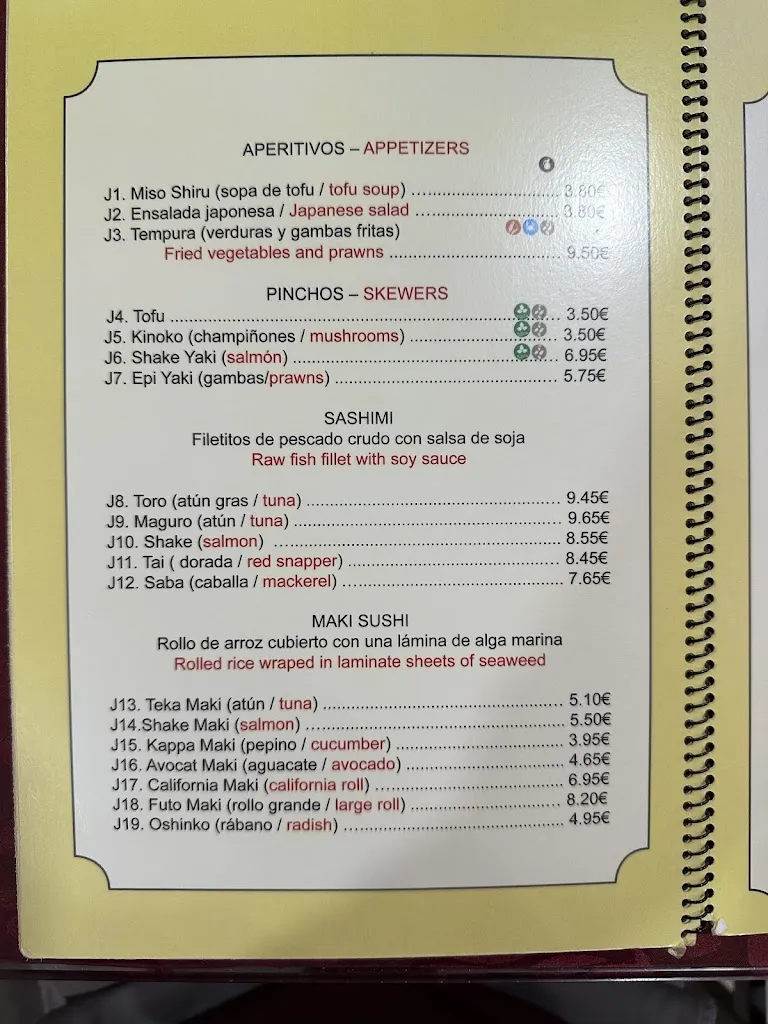 APERITIVOS – APPETIZERS
J1. Miso Shiru (sopa de tofu / tofu soup) ................................ 3.80€
J2. Ensalada japonesa / Japanese salad ............................... 3.80€
J3. Tempura (verduras y gambas fritas)
Fried vegetables and prawns ..................................... 9.50€
PINCHOS – SKEWERS
J4. Tofu .................................................................................... 3.50€
J5. Kinoko (champiñones / mushrooms) ................................ 3.50€
J6. Shake Yaki (salmón) .......................................................... 6.95€
J7. Epi Yaki (gambas/prawns) ................................................ 5.75€
SASHIMI
Filetitos de pescado crudo con salsa de soja
Raw fish fillet with soy sauce
J8. Toro (atún gras / tuna) ....................................................... 9.45€
J9. Maguro (atún / tuna) .......................................................... 9.65€
J10. Shake (salmon) .............................................................. 8.55€
J11. Tai ( dorada / red snapper) .............................................. 8.45€
J12. Saba (caballa / mackerel) ............................................... 7.65€
MAKI SUSHI
Rollo de arroz cubierto con una lámina de alga marina
Rolled rice wraped in laminate sheets of seaweed
J13. Teka Maki (atún / tuna) .................................................... 5.10€
J14.Shake Maki (salmon) ........................................................ 5.50€
J15. Kappa Maki (pepino / cucumber) .................................... 3.95€
J16. Avocat Maki (aguacate / avocado) .................................. 4.65€
J17. California Maki (california roll) ......................................... 6.95€
J18. Futo Maki (rollo grande / large roll) ................................. 8.20€
J19. Oshinko (rábano / radish) ............................................... 4.95€